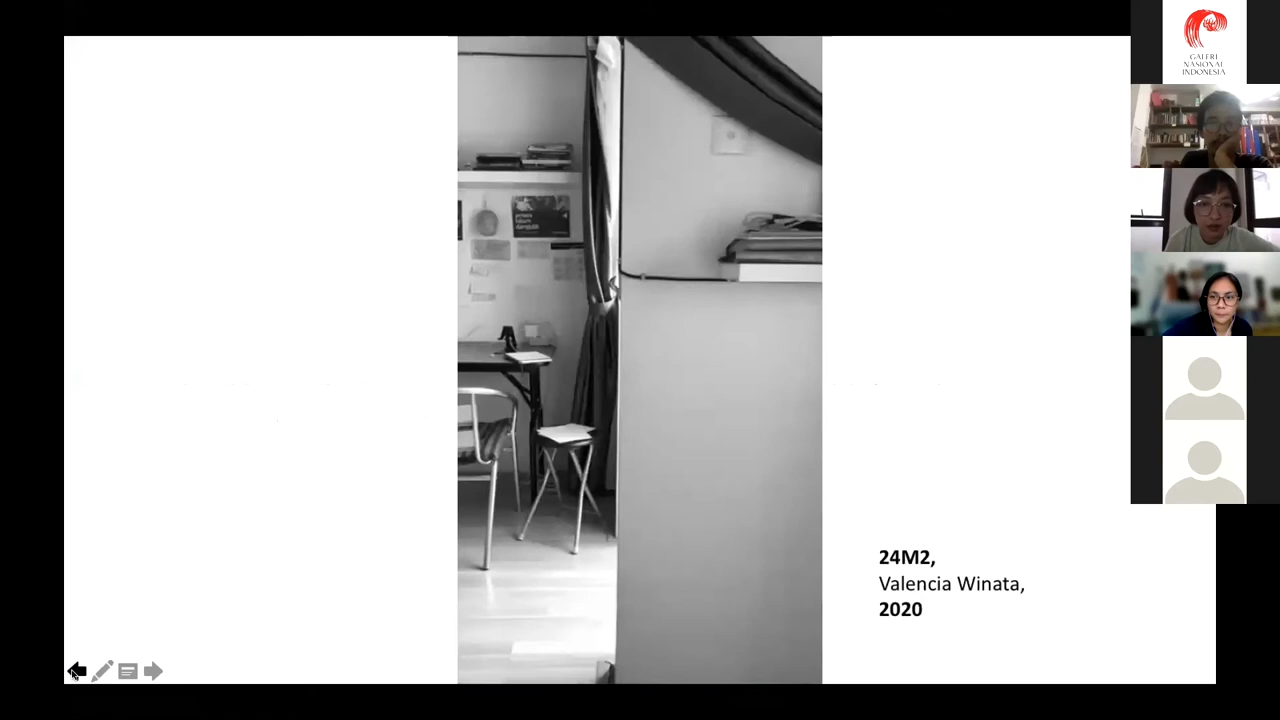 GALERI
NASIONAL
INDONESIA
24M2,
Valencia Winata,
2020